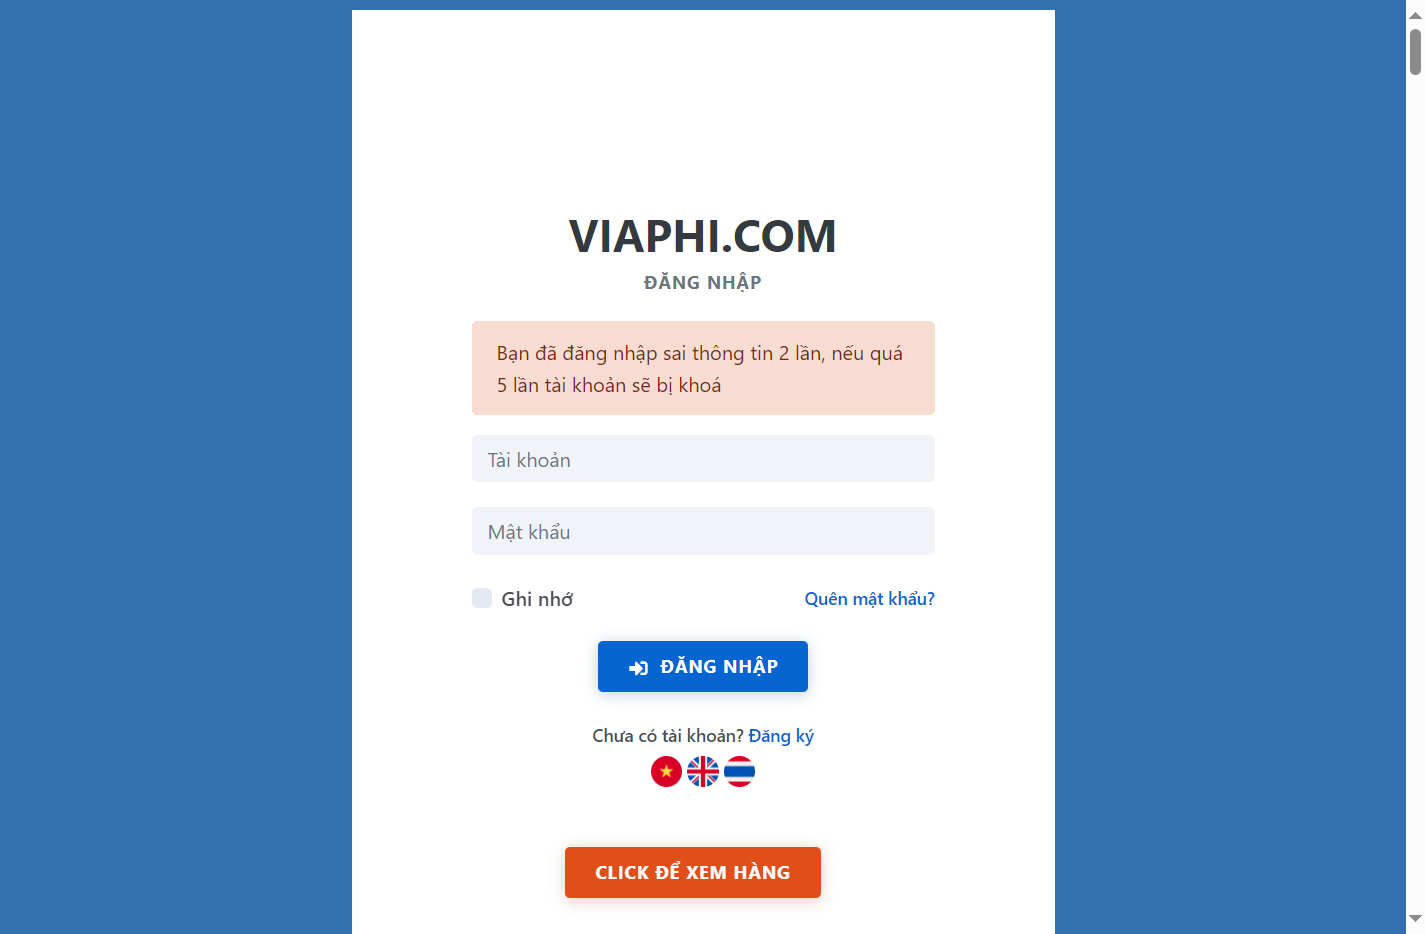 VIAPHI.COM
ĐĂNG NHẬP
Bạn đã đăng nhập sai thông tin 2 lần, nếu quá
5 lần tài khoản sẽ bị khoá
Tài khoản
Mật khẩu
Ghi nhớ
Quên mật khẩu?
ĐĂNG NHẬP
Chưa có tài khoản? Đăng ký
CLICK ĐỂ XEM HÀNG